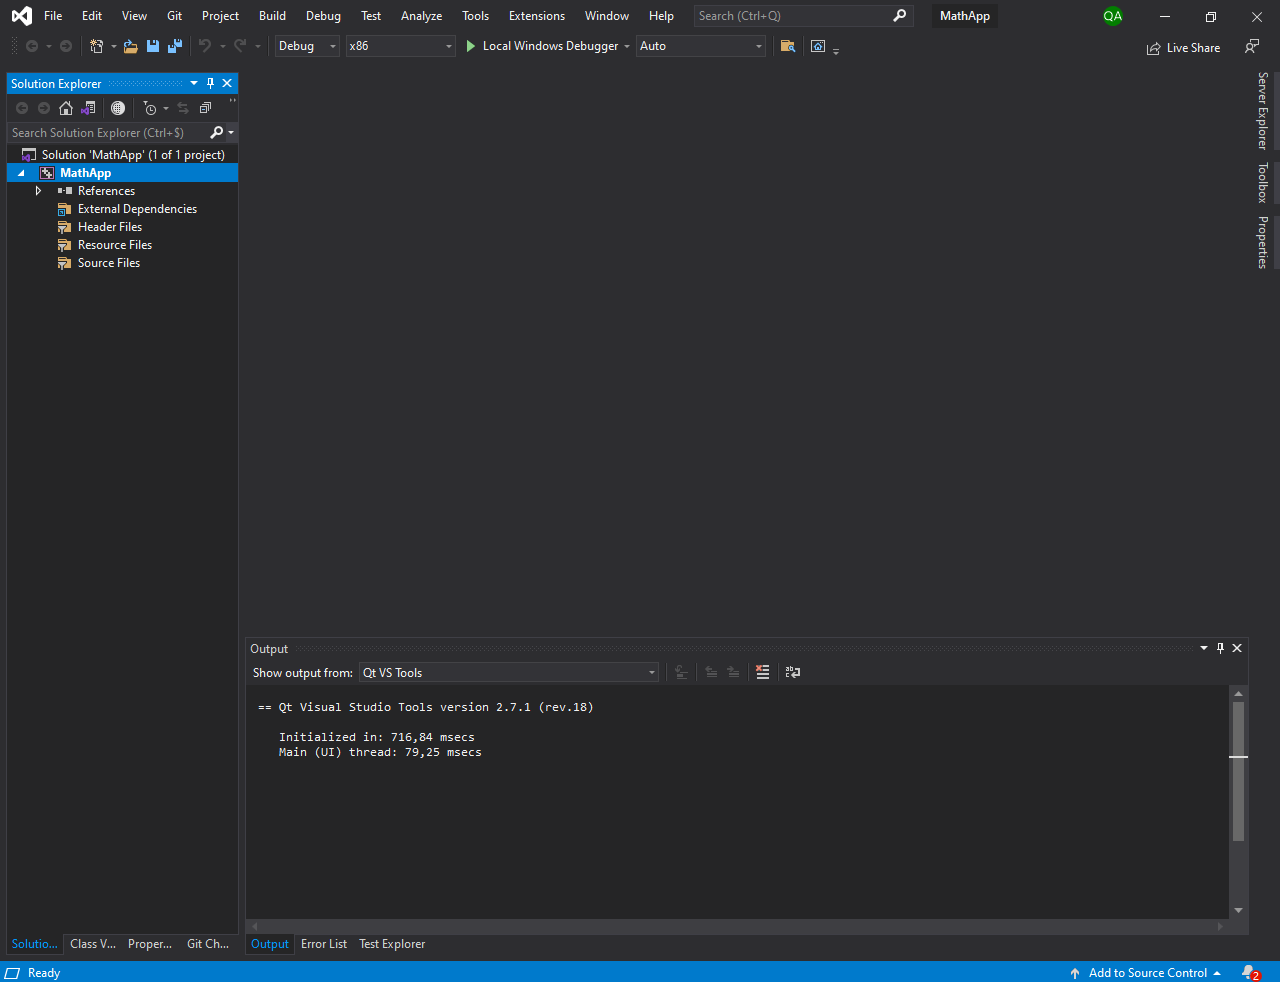 File Edit View Git Project Build Debug Test Analyze Tools Extensions Window Help Search (Ctrl+Q) MathApp QA
Debug x86 Local Windows Debugger Auto Live Share
Solution Explorer
Search Solution Explorer (Ctrl+$)
Solution 'MathApp' (1 of 1 project)
MathApp
References
External Dependencies
Header Files
Resource Files
Source Files
Server Explorer
Toolbox
Properties
Output
Show output from: Qt VS Tools
== Qt Visual Studio Tools version 2.7.1 (rev.18)
Initialized in: 716,84 msecs
Main (UI) thread: 79,25 msecs
Solutio... Class V... Proper... Git Ch...
Output Error List Test Explorer
Ready Add to Source Control 2